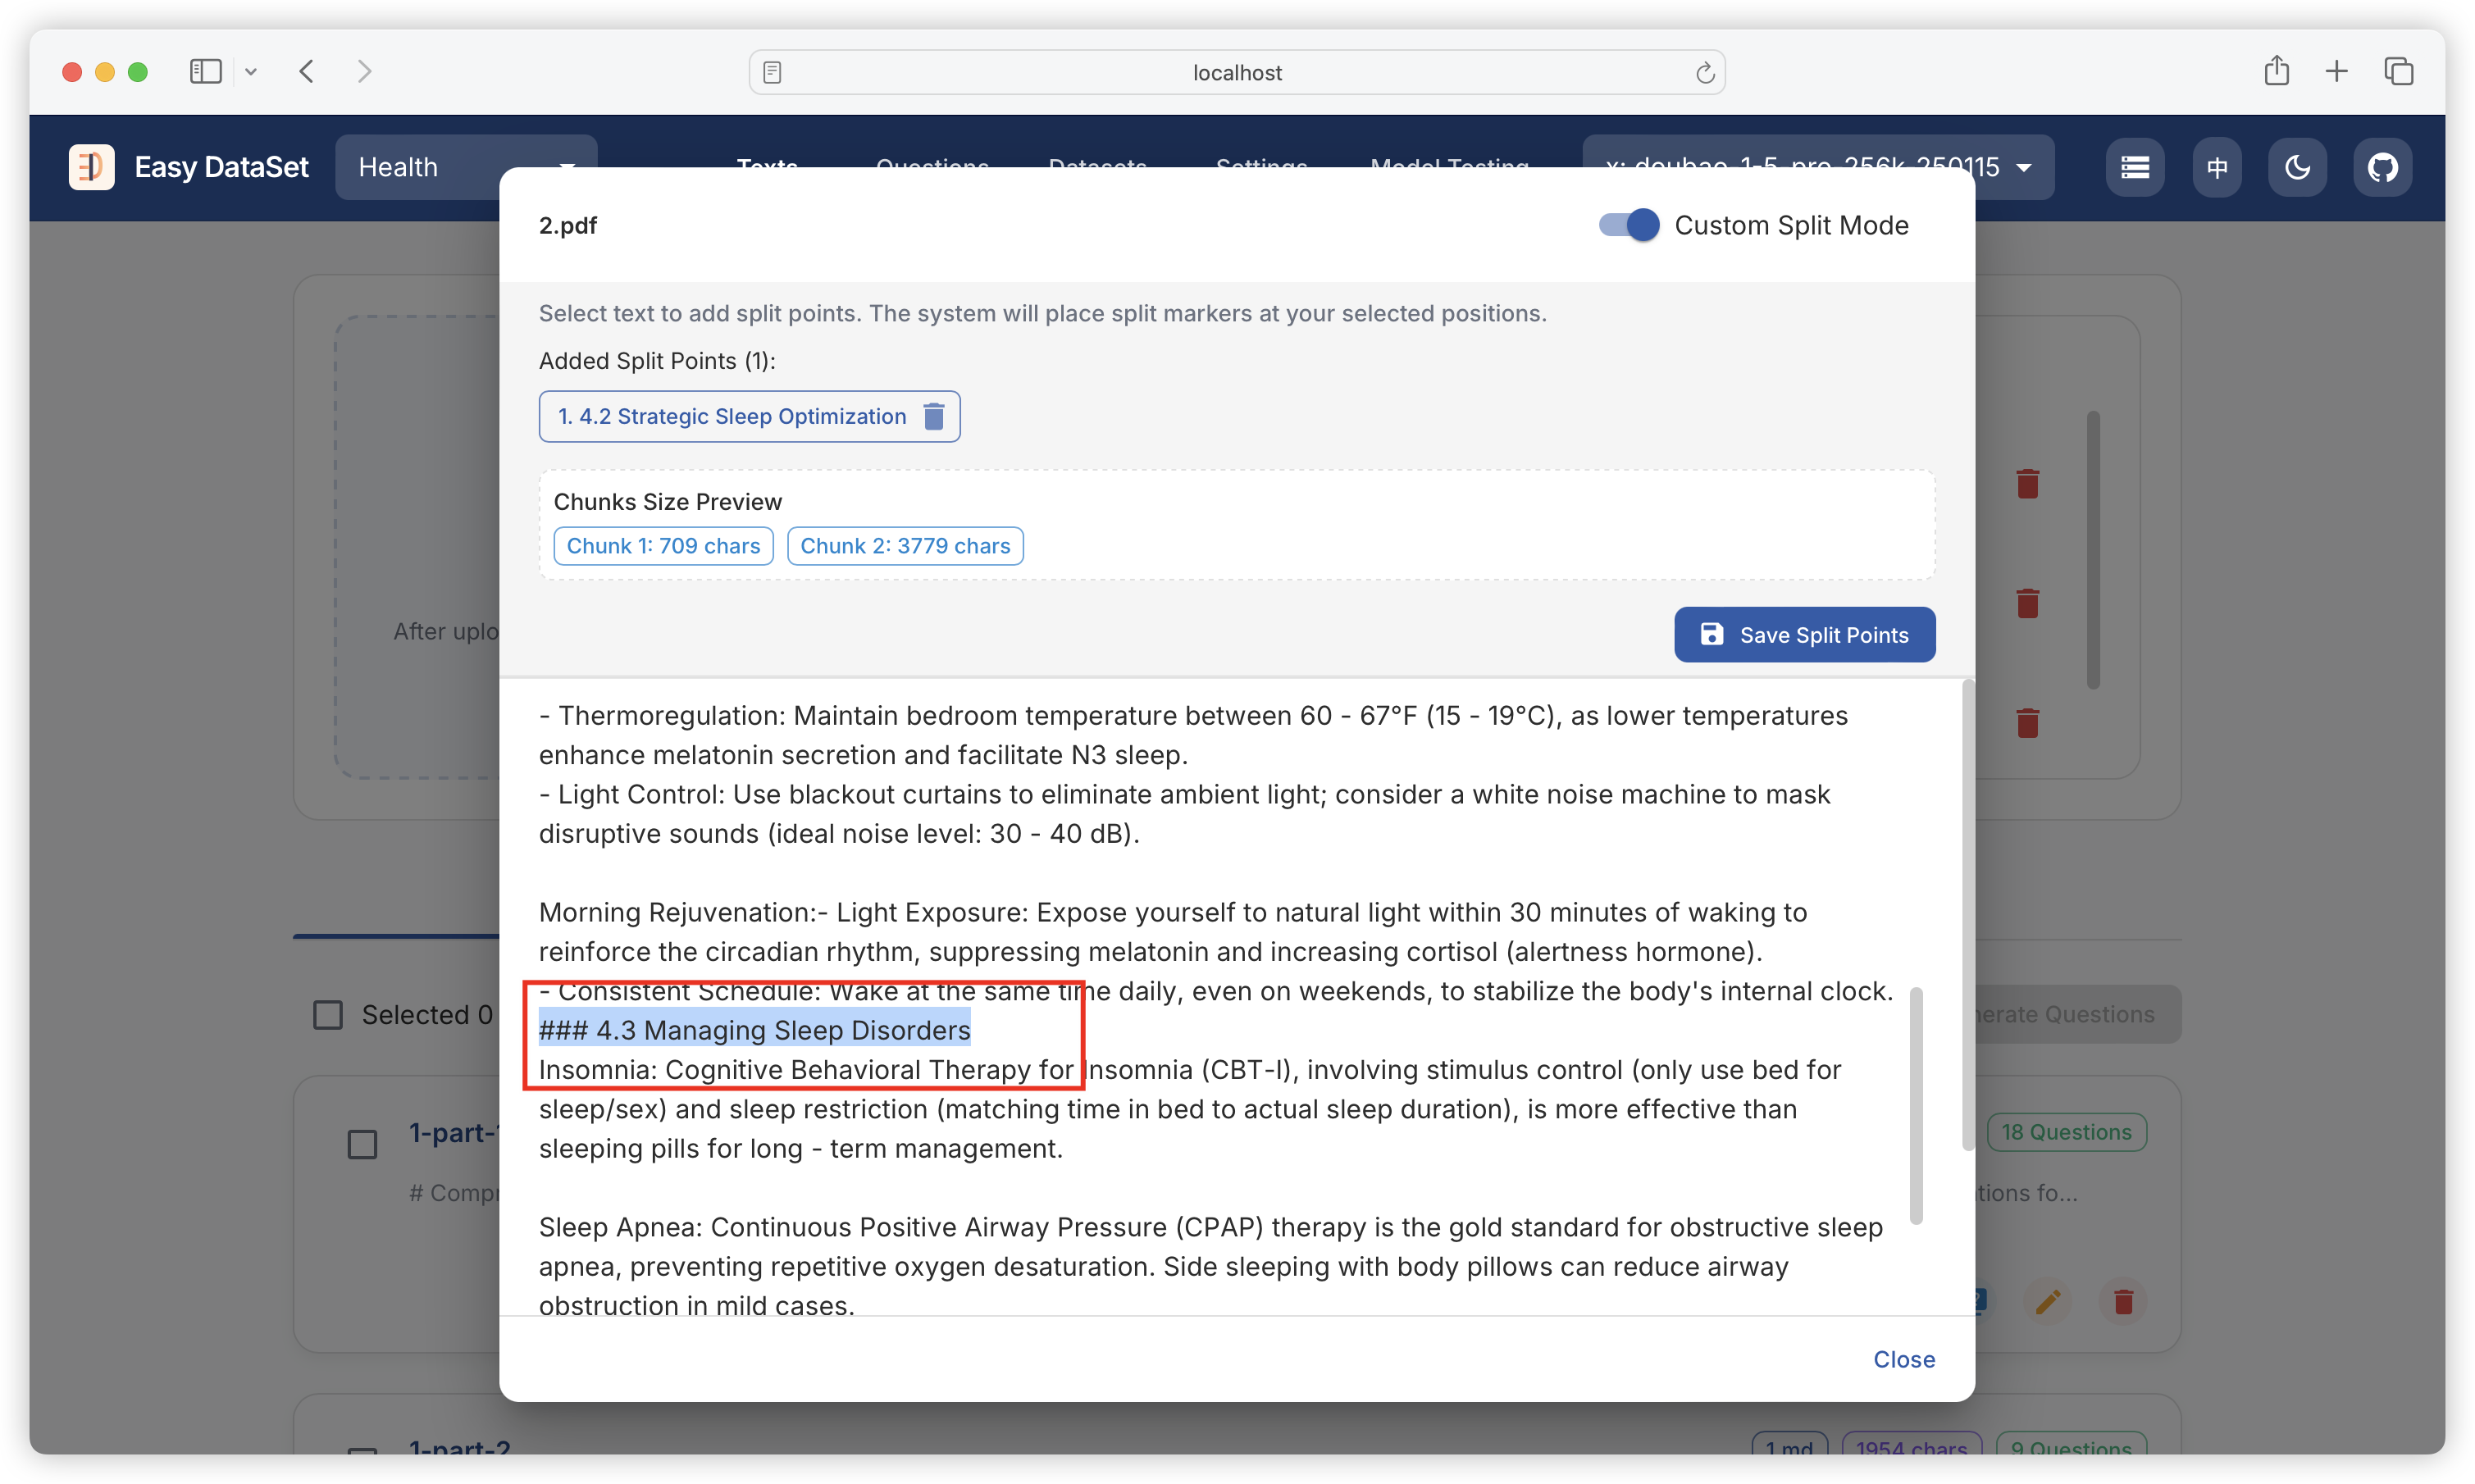 localhost
Easy DataSet
Health
Texts
Questions
Datasets
Settings
Model Testing
x: doubao-1-5-pro-256k-250115
中
2.pdf
Custom Split Mode
Select text to add split points. The system will place split markers at your selected positions.
Added Split Points (1):
1. 4.2 Strategic Sleep Optimization
Chunks Size Preview
Chunk 1: 709 chars
Chunk 2: 3779 chars
After uplo
Save Split Points
- Thermoregulation: Maintain bedroom temperature between 60 - 67°F (15 - 19°C), as lower temperatures
enhance melatonin secretion and facilitate N3 sleep.
- Light Control: Use blackout curtains to eliminate ambient light; consider a white noise machine to mask
disruptive sounds (ideal noise level: 30 - 40 dB).
Morning Rejuvenation:- Light Exposure: Expose yourself to natural light within 30 minutes of waking to
reinforce the circadian rhythm, suppressing melatonin and increasing cortisol (alertness hormone).
- Consistent Schedule: Wake at the same time daily, even on weekends, to stabilize the body's internal clock.
### 4.3 Managing Sleep Disorders
Insomnia: Cognitive Behavioral Therapy for Insomnia (CBT-I), involving stimulus control (only use bed for
sleep/sex) and sleep restriction (matching time in bed to actual sleep duration), is more effective than
sleeping pills for long - term management.
Sleep Apnea: Continuous Positive Airway Pressure (CPAP) therapy is the gold standard for obstructive sleep
apnea, preventing repetitive oxygen desaturation. Side sleeping with body pillows can reduce airway
obstruction in mild cases.
Close
Selected 0
nerate Questions
1-part-1
18 Questions
# Compr
tions fo...
1-part-2
1.md
1954 chars
9 Questions